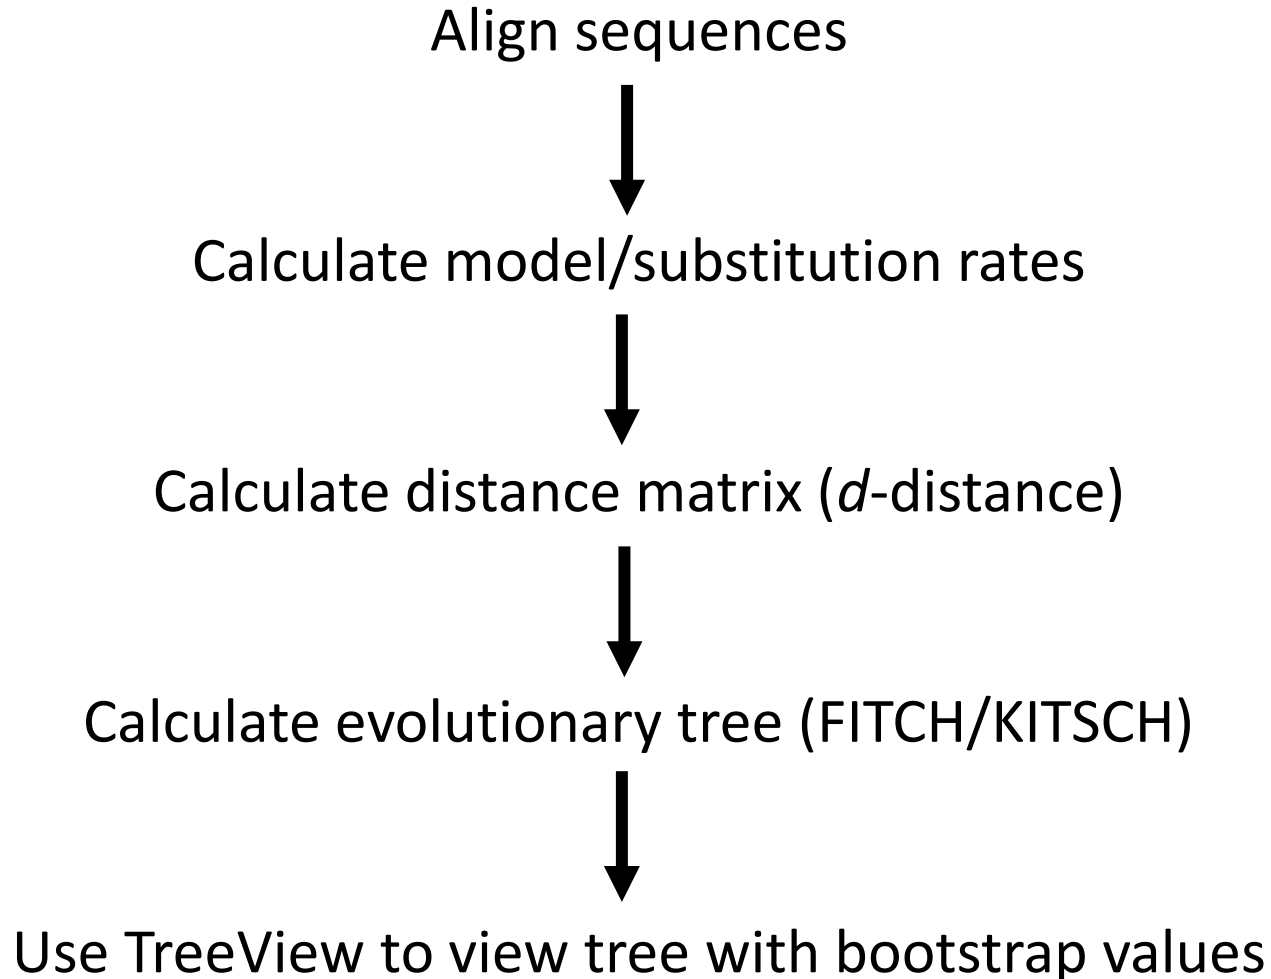 Align sequences
Calculate model/substitution rates
Calculate distance matrix (d-distance)
Calculate evolutionary tree (FITCH/KITSCH)
Use TreeView to view tree with bootstrap values